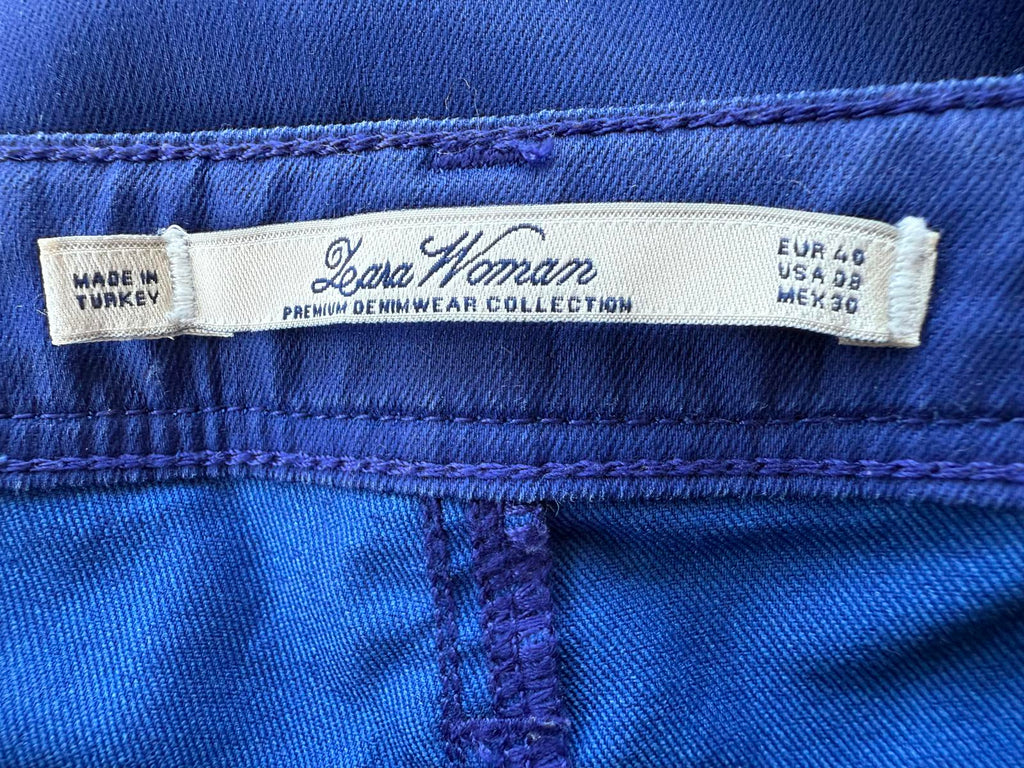 MADE IN
TURKEY
Zara Woman
PREMIUM DENIMWEAR COLLECTION
EUR 40
USA 08
MEX 30